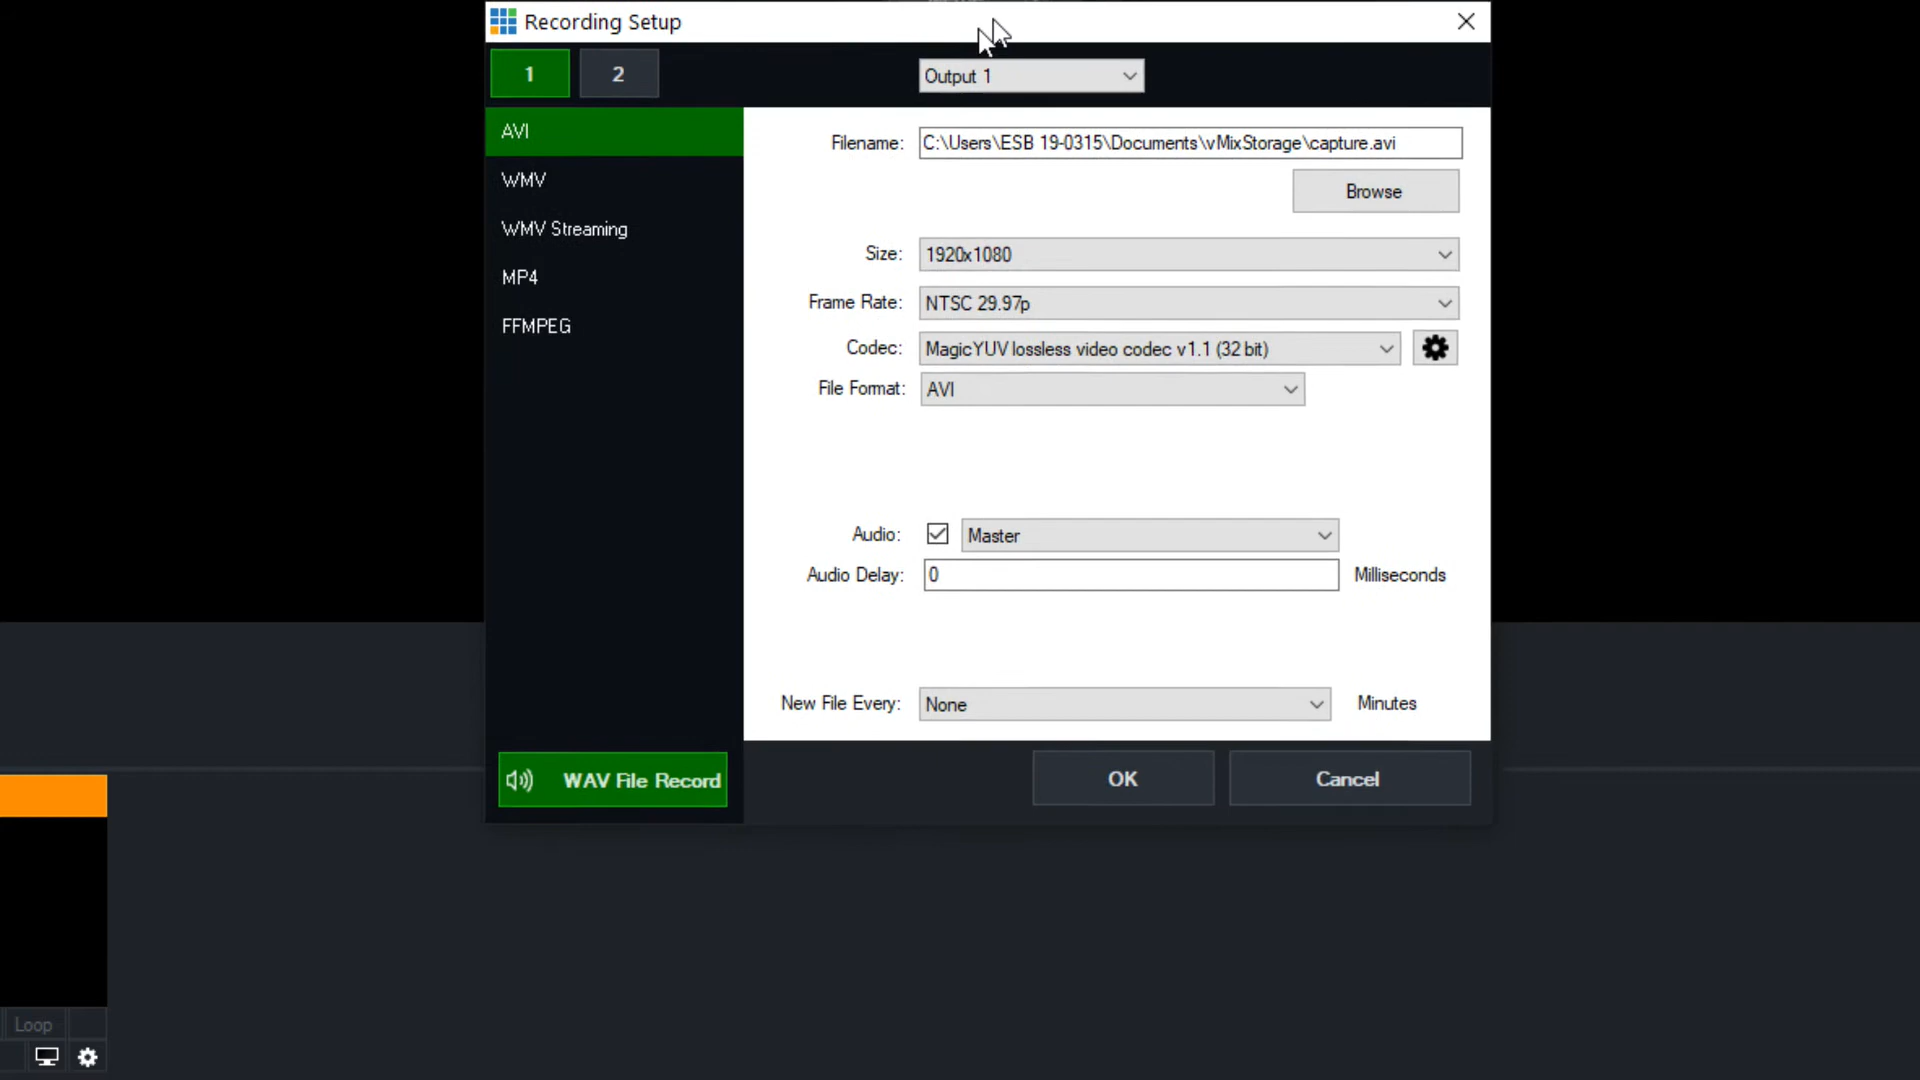 Recording Setup
1
2
Output 1
AVI
WMV
WMV Streaming
MP4
FFMPEG
Filename:
C:\Users\ESB 19-0315\Documents\vMixStorage\capture.avi
Browse
Size:
1920x1080
Frame Rate:
NTSC 29.97p
Codec:
MagicYUV lossless video codec v1.1 (32 bit)
File Format:
AVI
Audio:
Master
Audio Delay:
0
Milliseconds
New File Every:
None
Minutes
WAV File Record
OK
Cancel
Loop